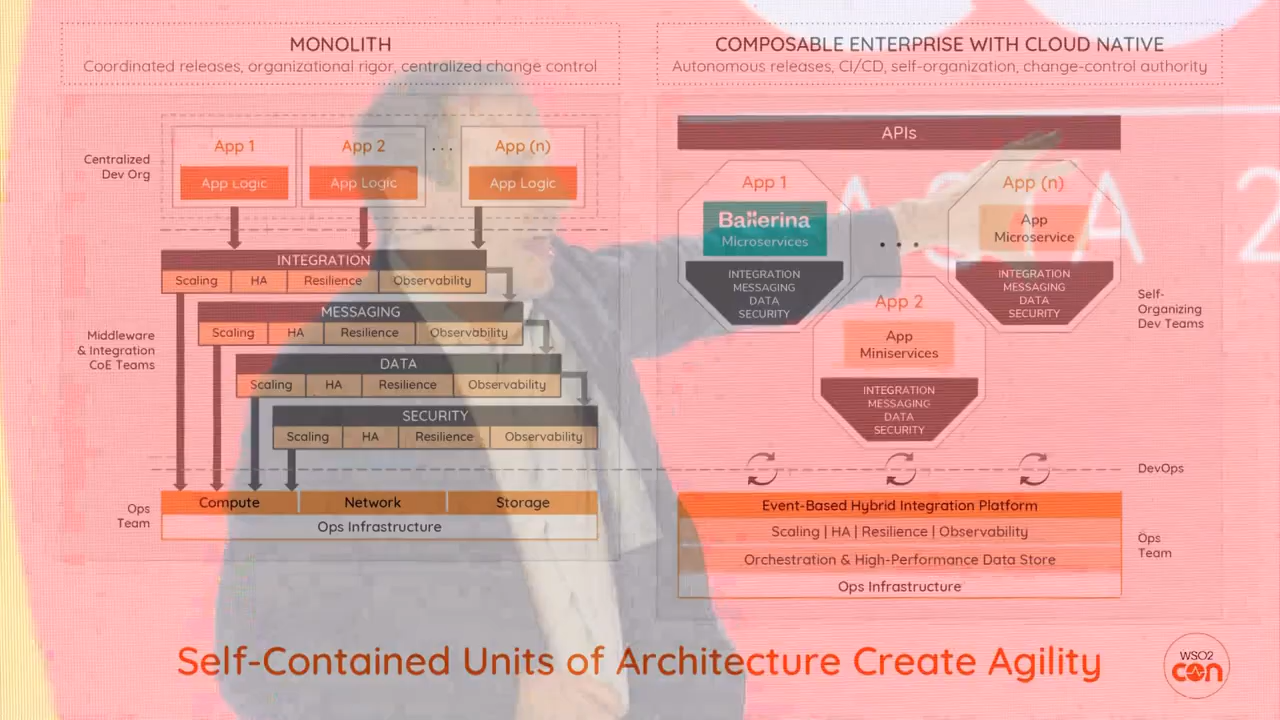 MONOLITH
Coordinated releases, organizational rigor, centralized change control
Centralized
Dev Org
App 1
App 2
...
App (n)
App Logic
App Logic
App Logic
INTEGRATION
Scaling
HA
Resilience
Observability
MESSAGING
Scaling
HA
Resilience
Observability
Middleware
& Integration
CoE Teams
DATA
Scaling
HA
Resilience
Observability
SECURITY
Scaling
HA
Resilience
Observability
Ops
Team
Compute
Network
Storage
Ops Infrastructure
COMPOSABLE ENTERPRISE WITH CLOUD NATIVE
Autonomous releases, CI/CD, self-organization, change-control authority
APIs
App 1
Ballerina
Microservices
INTEGRATION
MESSAGING
DATA
SECURITY
...
App 2
App
Miniservices
INTEGRATION
MESSAGING
DATA
SECURITY
App (n)
App
Microservice
INTEGRATION
MESSAGING
DATA
SECURITY
Self-
Organizing
Dev Teams
DevOps
Event-Based Hybrid Integration Platform
Scaling | HA | Resilience | Observability
Orchestration & High-Performance Data Store
Ops Infrastructure
Ops
Team
Self-Contained Units of Architecture Create Agility
WSO2
con